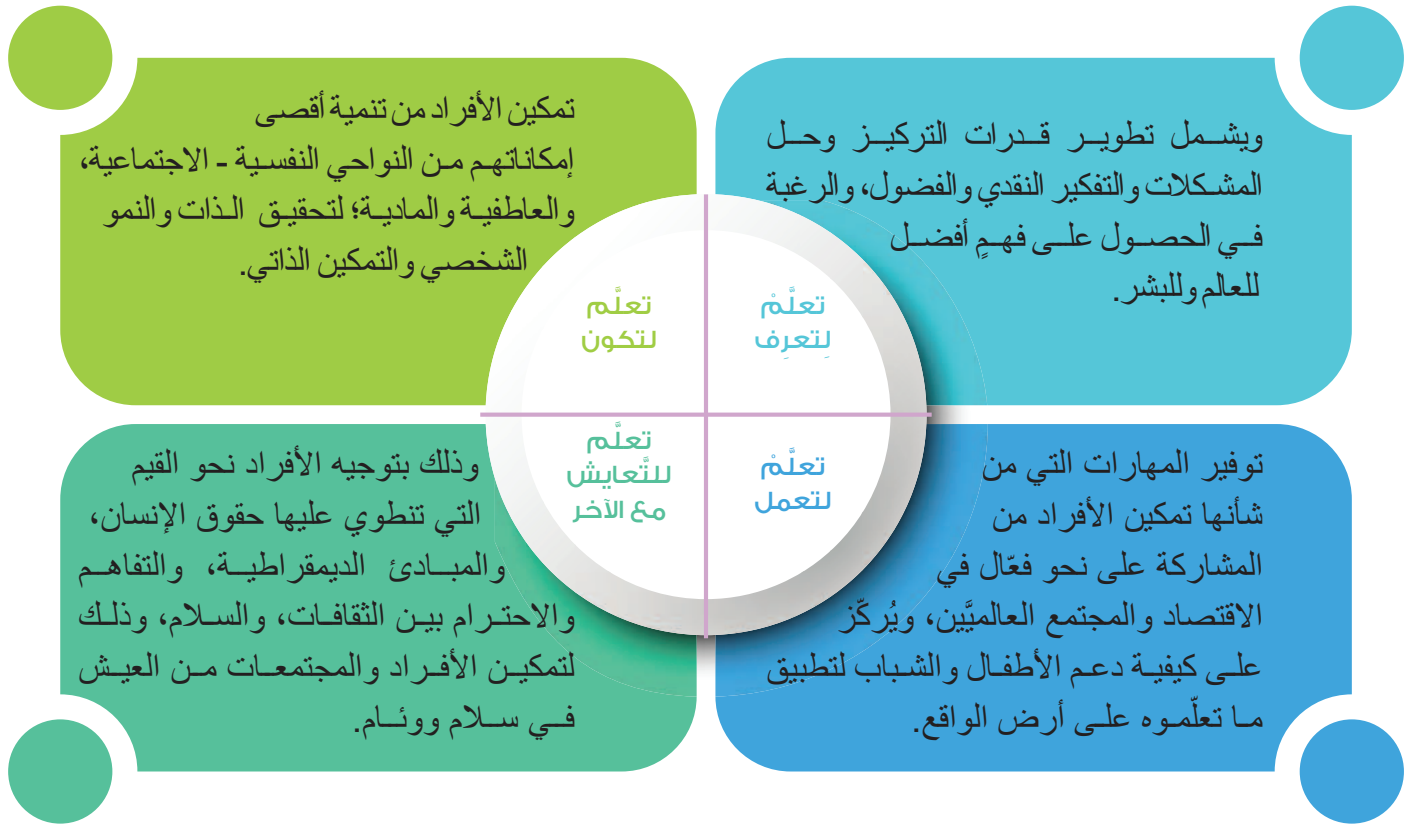 تعلَّمْ
لِتعرِف
ويشمل تطوير قدرات التركيز وحل
المشكلات والتفكير النقدي والفضول، والرغبة
في الحصول على فهمٍ أفضل
للعالم وللبشر.
تعلَّم
لتكون
تمكين الأفراد من تنمية أقصى
إمكاناتهم من النواحي النفسية - الاجتماعية،
والعاطفية والمادية؛ لتحقيق الذات والنمو
الشخصي والتمكين الذاتي.
تعلَّمْ
لتعمل
توفير المهارات التي من
شأنها تمكين الأفراد من
المشاركة على نحو فعّال في
الاقتصاد والمجتمع العالميَّين، ويُركّز
على كيفية دعم الأطفال والشباب لتطبيق
ما تعلّموه على أرض الواقع.
تعلَّم
للتَّعايش
مع الآخر
وذلك بتوجيه الأفراد نحو القيم
التي تنطوي عليها حقوق الإنسان،
والمبادئ الديمقراطية، والتفاهم
والاحترام بين الثقافات، والسلام، وذلك
لتمكين الأفراد والمجتمعات من العيش
في سلام ووئام.